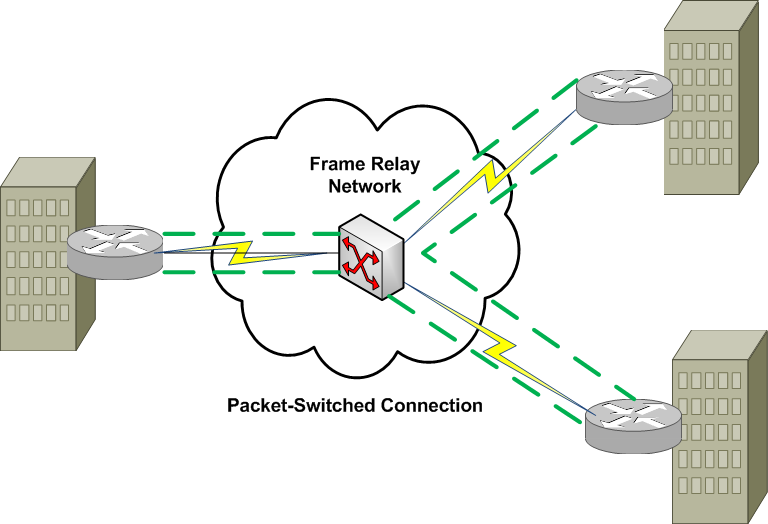 Frame Relay
Network
Packet-Switched Connection